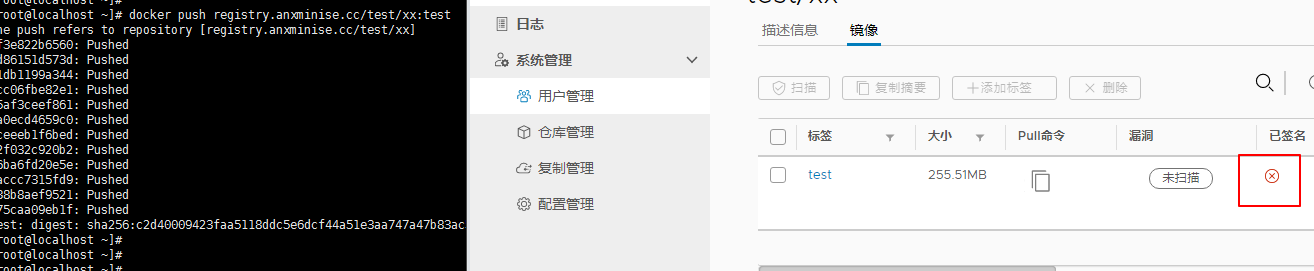 root@localhost ~]# docker push registry.anxminise.cc/test/xx:test
he push refers to repository [registry.anxminise.cc/test/xx]
f3e822b6560: Pushed
d86151d573d: Pushed
1db1199a344: Pushed
cc06fbe82e1: Pushed
5af3ceef861: Pushed
a0ecd4659c0: Pushed
ceeeb1f6bed: Pushed
2f032c920b2: Pushed
6ba6fd20e5e: Pushed
accc7315fd9: Pushed
88b8aef9521: Pushed
75caa09eb1f: Pushed
est: digest: sha256:c2d40009423faa5118ddc5e6dcf44a51e3aa747a47b83ac
root@localhost ~]#
root@localhost ~]#
root@localhost ~]#
日志
系统管理
用户管理
仓库管理
复制管理
配置管理
test/xx
描述信息 镜像
扫描 复制摘要 +添加标签 × 删除
标签 大小 Pull命令 漏洞 已签名
test 255.51MB 未扫描